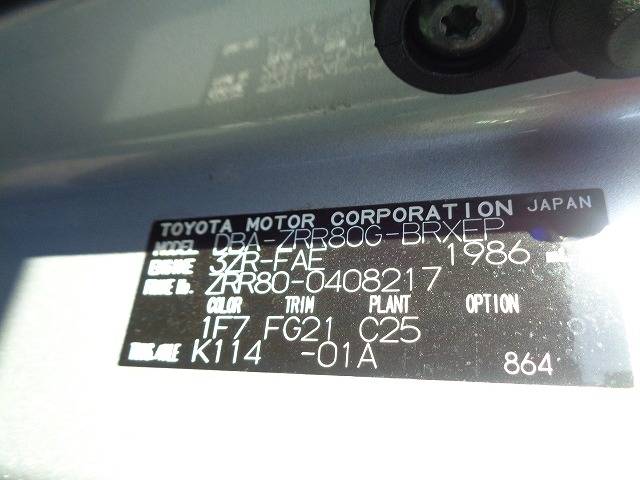 TOYOTA MOTOR CORPORATION JAPAN
MODEL DBA-ZRR80G-BRXEP
ENGINE 3ZR-FAE 1986
FRAME No. ZRR80-0408217
COLOR TRIM PLANT OPTION
1F7 FG21 C25
TRANS./AXLE K114 -01A 864